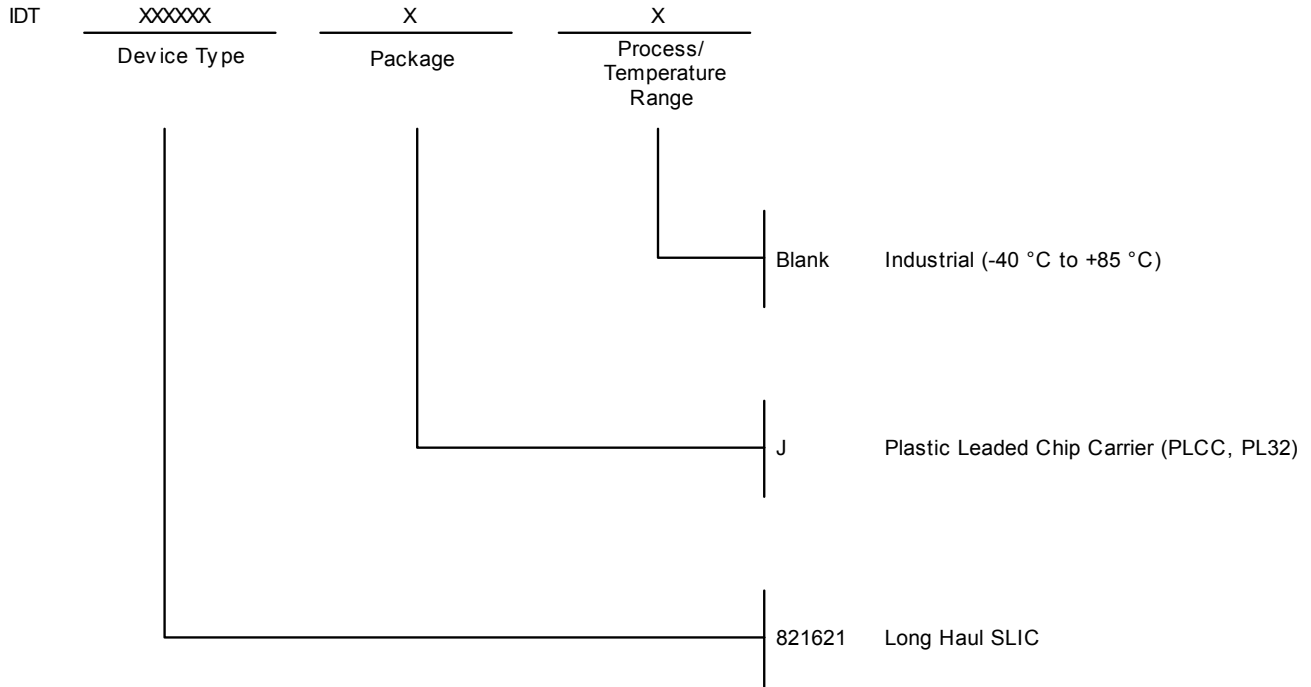 IDT XXXXXX X X
Device Type Package Process/
Temperature
Range
Blank Industrial (-40 °C to +85 °C)
J Plastic Leaded Chip Carrier (PLCC, PL32)
821621 Long Haul SLIC